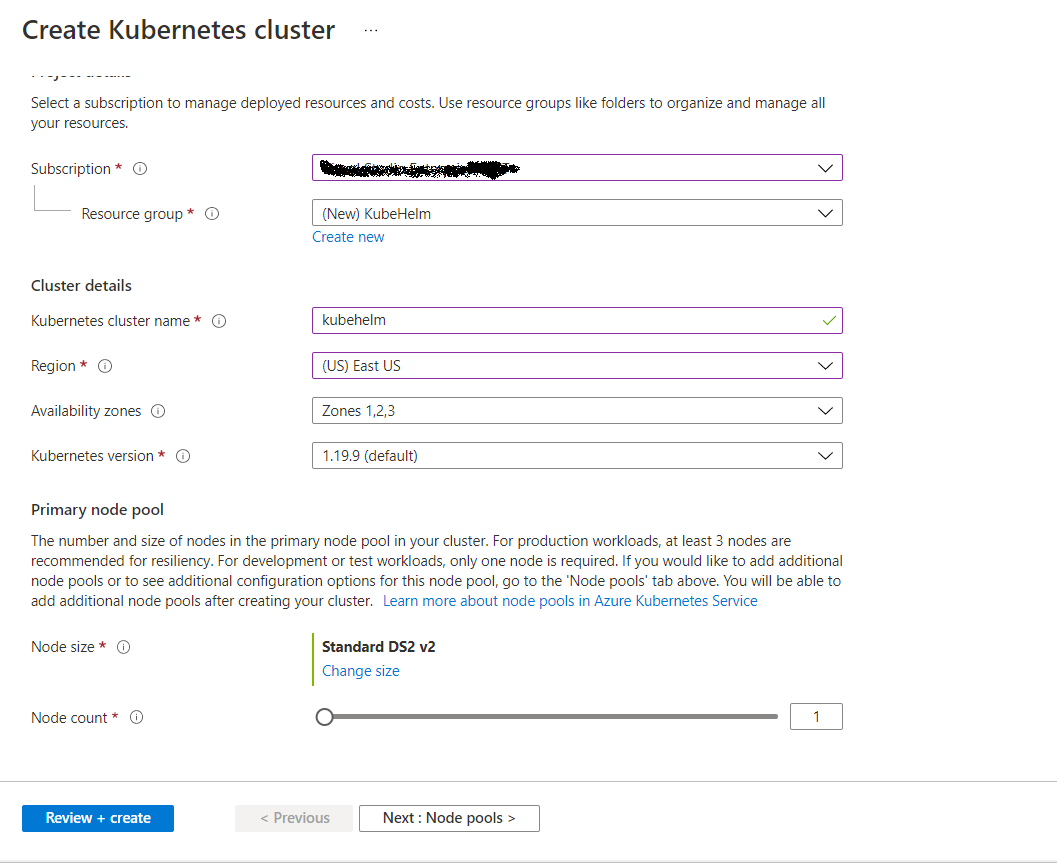 Create Kubernetes cluster ...
Project details
Select a subscription to manage deployed resources and costs. Use resource groups like folders to organize and manage all
your resources.
Subscription *
Resource group *
(New) KubeHelm
Create new
Cluster details
Kubernetes cluster name *
kubehelm
Region *
(US) East US
Availability zones
Zones 1,2,3
Kubernetes version *
1.19.9 (default)
Primary node pool
The number and size of nodes in the primary node pool in your cluster. For production workloads, at least 3 nodes are
recommended for resiliency. For development or test workloads, only one node is required. If you would like to add additional
node pools or to see additional configuration options for this node pool, go to the 'Node pools' tab above. You will be able to
add additional node pools after creating your cluster. Learn more about node pools in Azure Kubernetes Service
Node size *
Standard DS2 v2
Change size
Node count *
1
Review + create
< Previous
Next : Node pools >